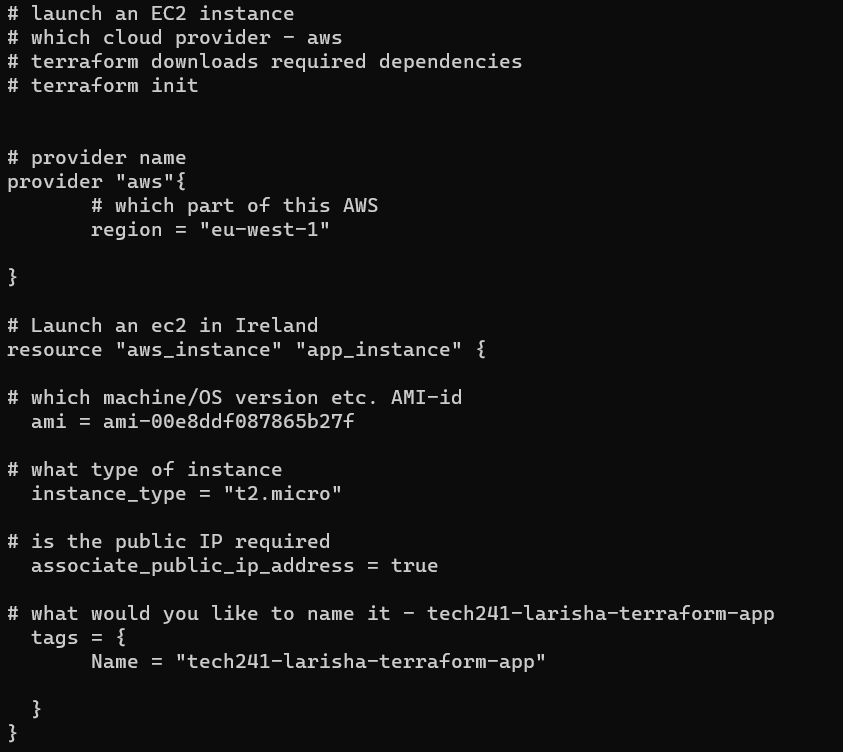 # launch an EC2 instance
# which cloud provider - aws
# terraform downloads required dependencies
# terraform init
# provider name
provider "aws"{
# which part of this AWS
region = "eu-west-1"
}
# Launch an ec2 in Ireland
resource "aws_instance" "app_instance" {
# which machine/OS version etc. AMI-id
ami = ami-00e8ddf087865b27f
# what type of instance
instance_type = "t2.micro"
# is the public IP required
associate_public_ip_address = true
# what would you like to name it - tech241-larisha-terraform-app
tags = {
Name = "tech241-larisha-terraform-app"
}
}